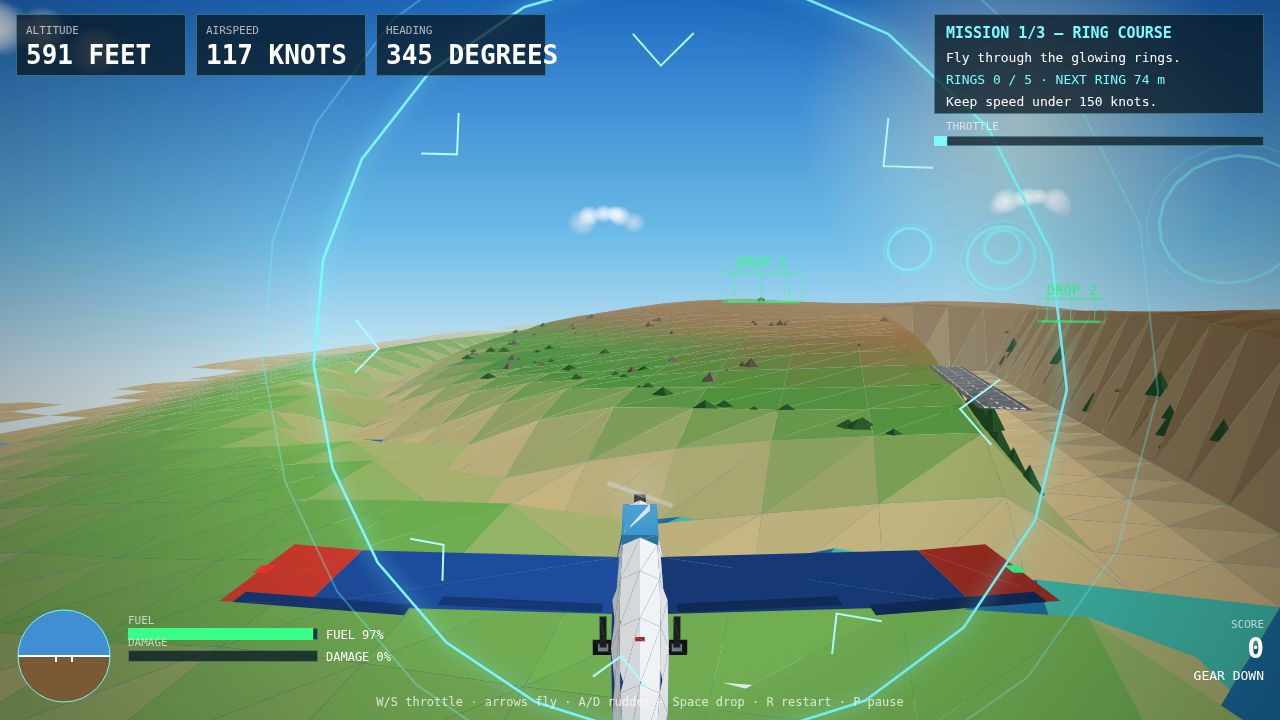 ALTITUDE
591 FEET
AIRSPEED
117 KNOTS
HEADING
345 DEGREES
MISSION 1/3 — RING COURSE
Fly through the glowing rings.
RINGS 0 / 5 · NEXT RING 74 m
Keep speed under 150 knots.
THROTTLE
DROP 1
DROP 2
FUEL
FUEL 97%
DAMAGE
DAMAGE 0%
SCORE
0
GEAR DOWN
W/S throttle · arrows fly · A/D rudder · Space drop · R restart · P pause